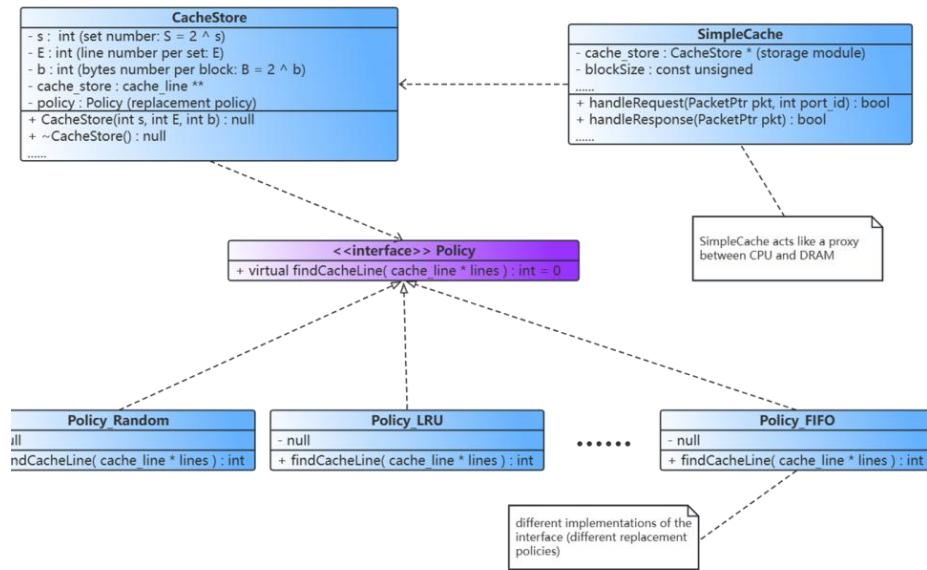 CacheStore
- s : int (set number: S = 2 ^ s)
- E : int (line number per set: E)
- b : int (bytes number per block: B = 2 ^ b)
- cache_store : cache_line **
- policy : Policy (replacement policy)
+ CacheStore(int s, int E, int b) : null
+ ~CacheStore() : null
......
SimpleCache
- cache_store : CacheStore * (storage module)
- blockSize : const unsigned
......
+ handleRequest(PacketPtr pkt, int port_id) : bool
+ handleResponse(PacketPtr pkt) : bool
......
SimpleCache acts like a proxy
between CPU and DRAM
<<interface>> Policy
+ virtual findCacheLine( cache_line * lines ) : int = 0
Policy_Random
ull
ndCacheLine( cache_line * lines ) : int
Policy_LRU
- null
+ findCacheLine( cache_line * lines ) : int
......
Policy_FIFO
- null
+ findCacheLine( cache_line * lines ) : int
different implementations of the
interface (different replacement
policies)